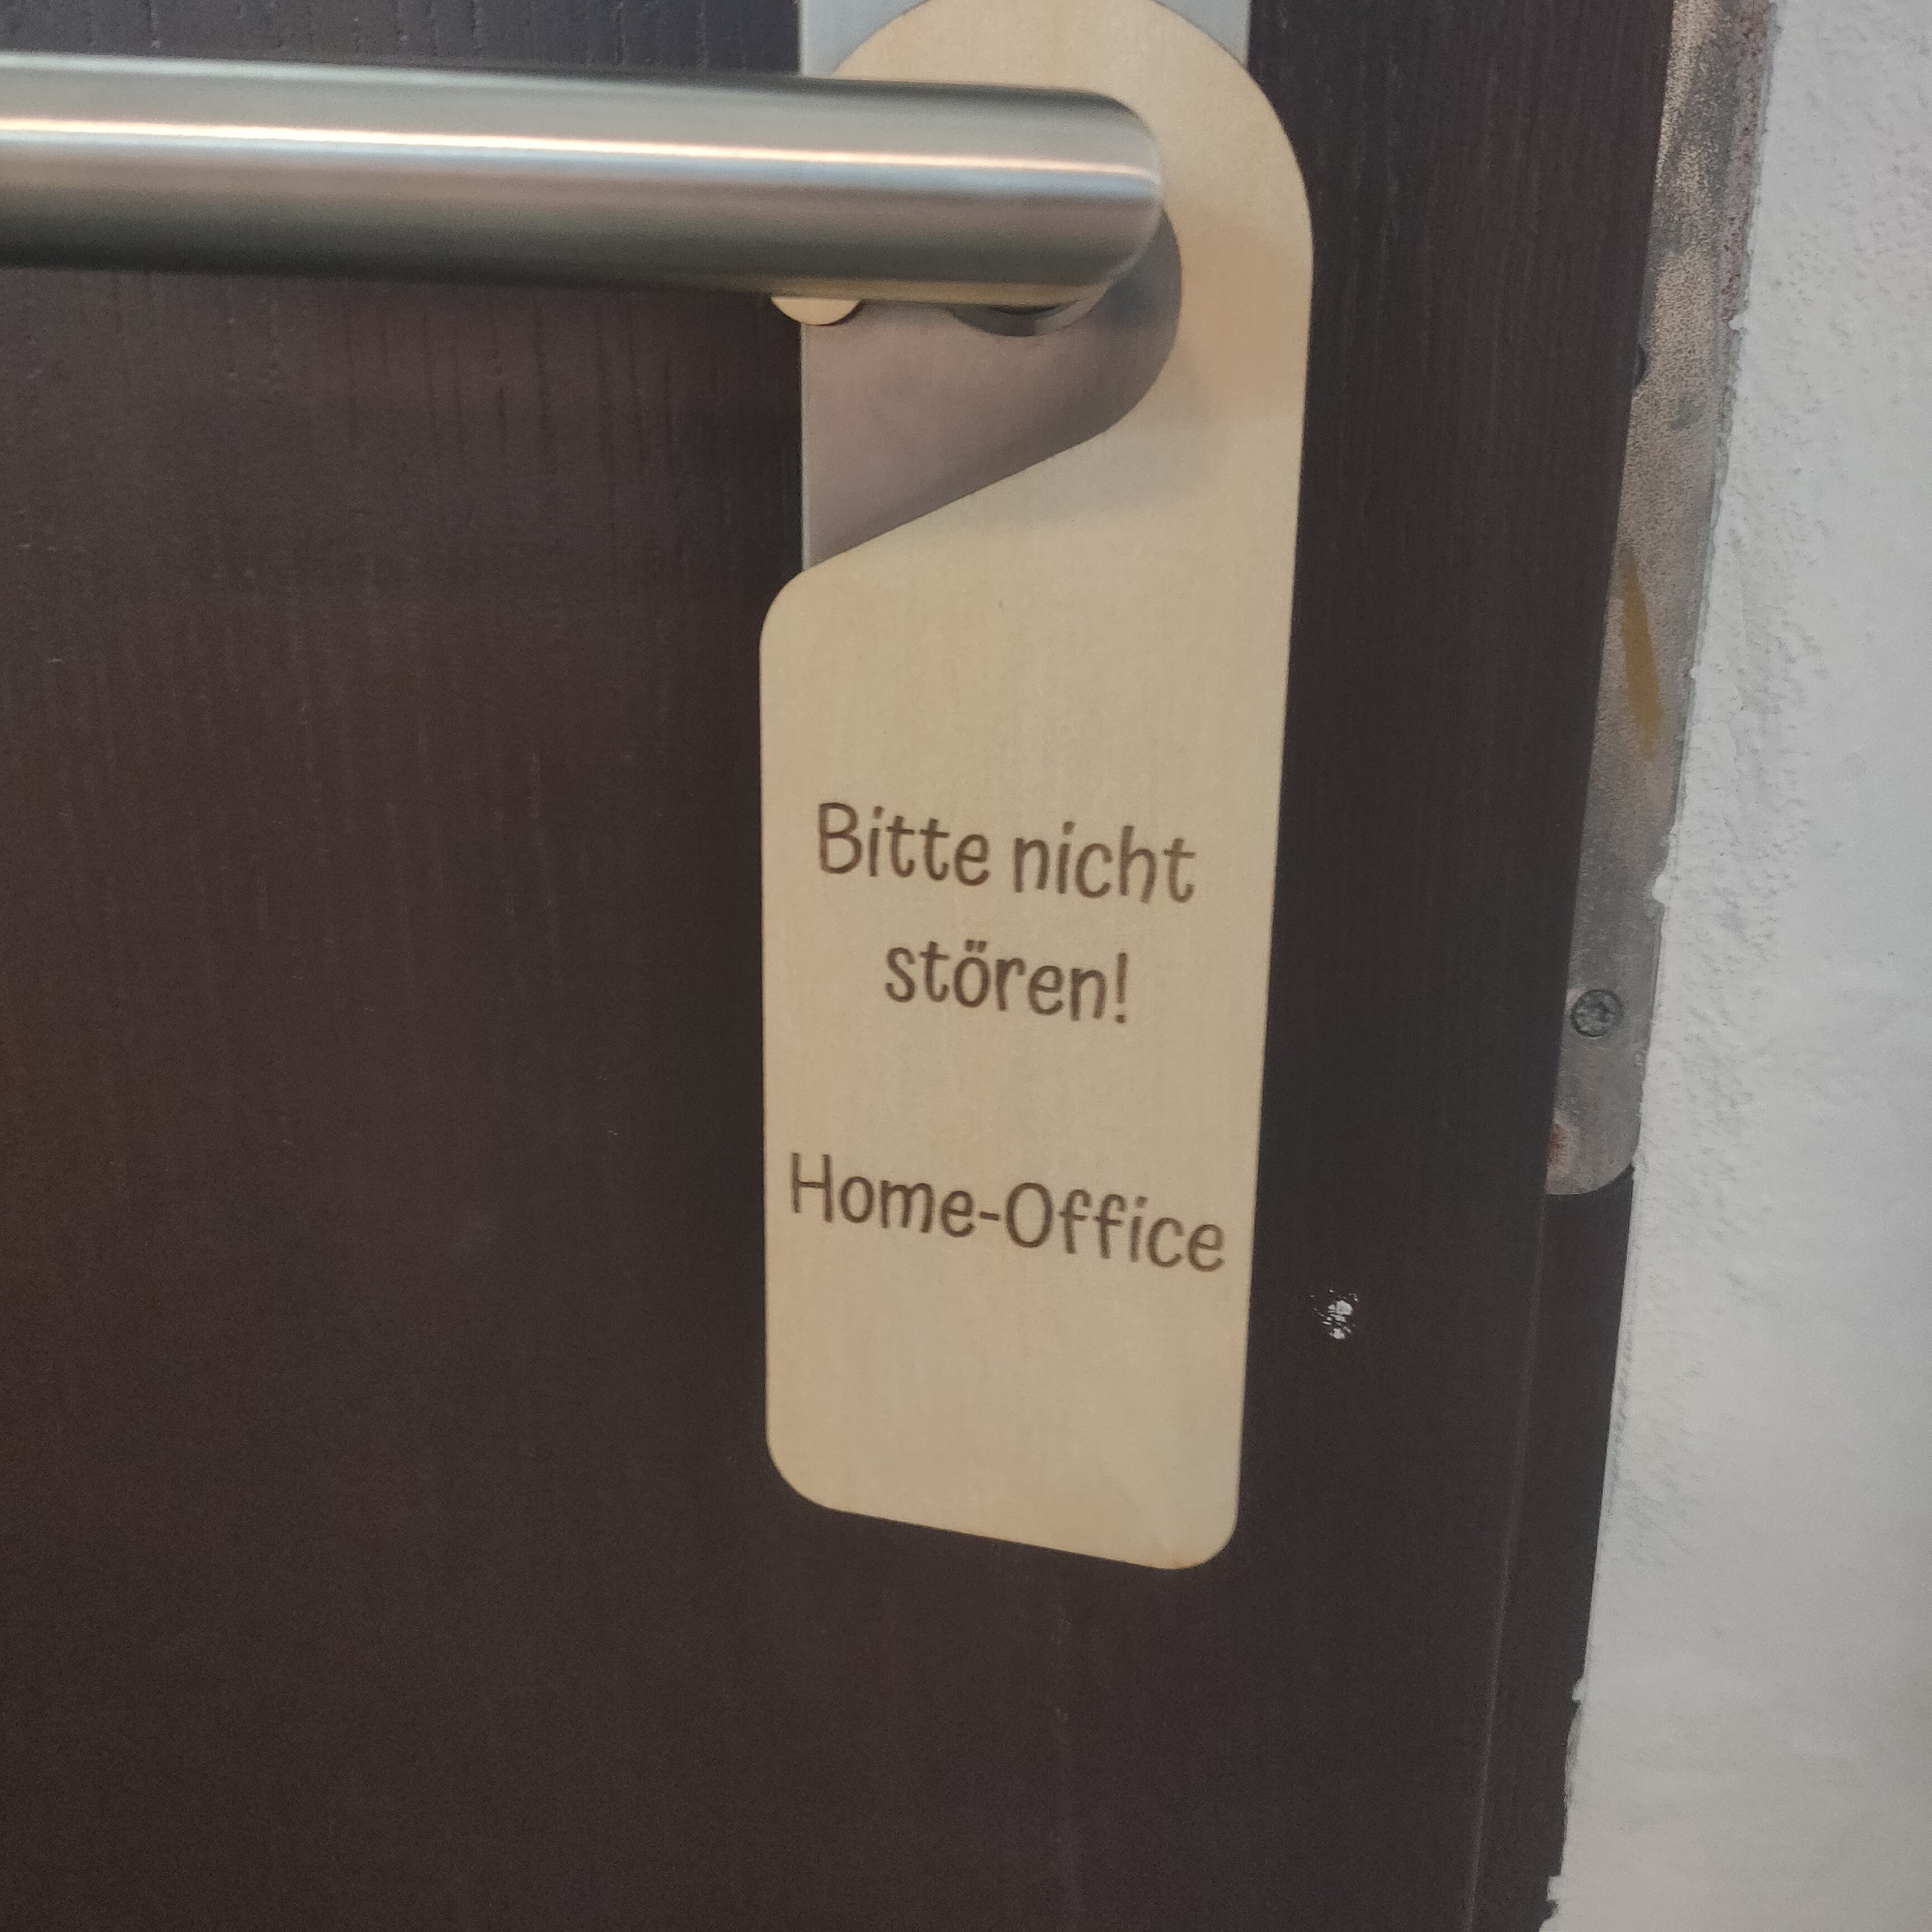 Bitte nicht
stören!
Home-Office